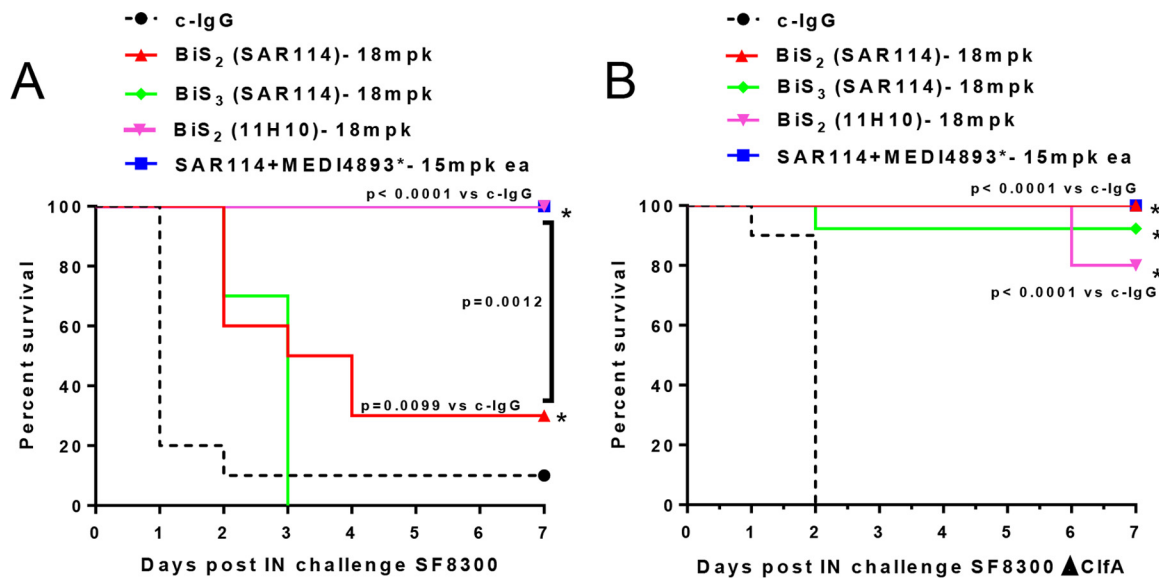 A
c-IgG
BiS2 (SAR114)- 18mpk
BiS3 (SAR114)- 18mpk
BiS2 (11H10)- 18mpk
SAR114+MEDI4893*- 15mpk ea
p< 0.0001 vs c-IgG
*
p=0.0012
p=0.0099 vs c-IgG
*
Percent survival
100
80
60
40
20
0
0 1 2 3 4 5 6 7
Days post IN challenge SF8300
B
c-IgG
BiS2 (SAR114)- 18mpk
BiS3 (SAR114)- 18mpk
BiS2 (11H10)- 18mpk
SAR114+MEDI4893*- 15mpk ea
p< 0.0001 vs c-IgG
*
*
*
p< 0.0001 vs c-IgG
Percent survival
100
80
60
40
20
0
0 1 2 3 4 5 6 7
Days post IN challenge SF8300 ▲ClfA